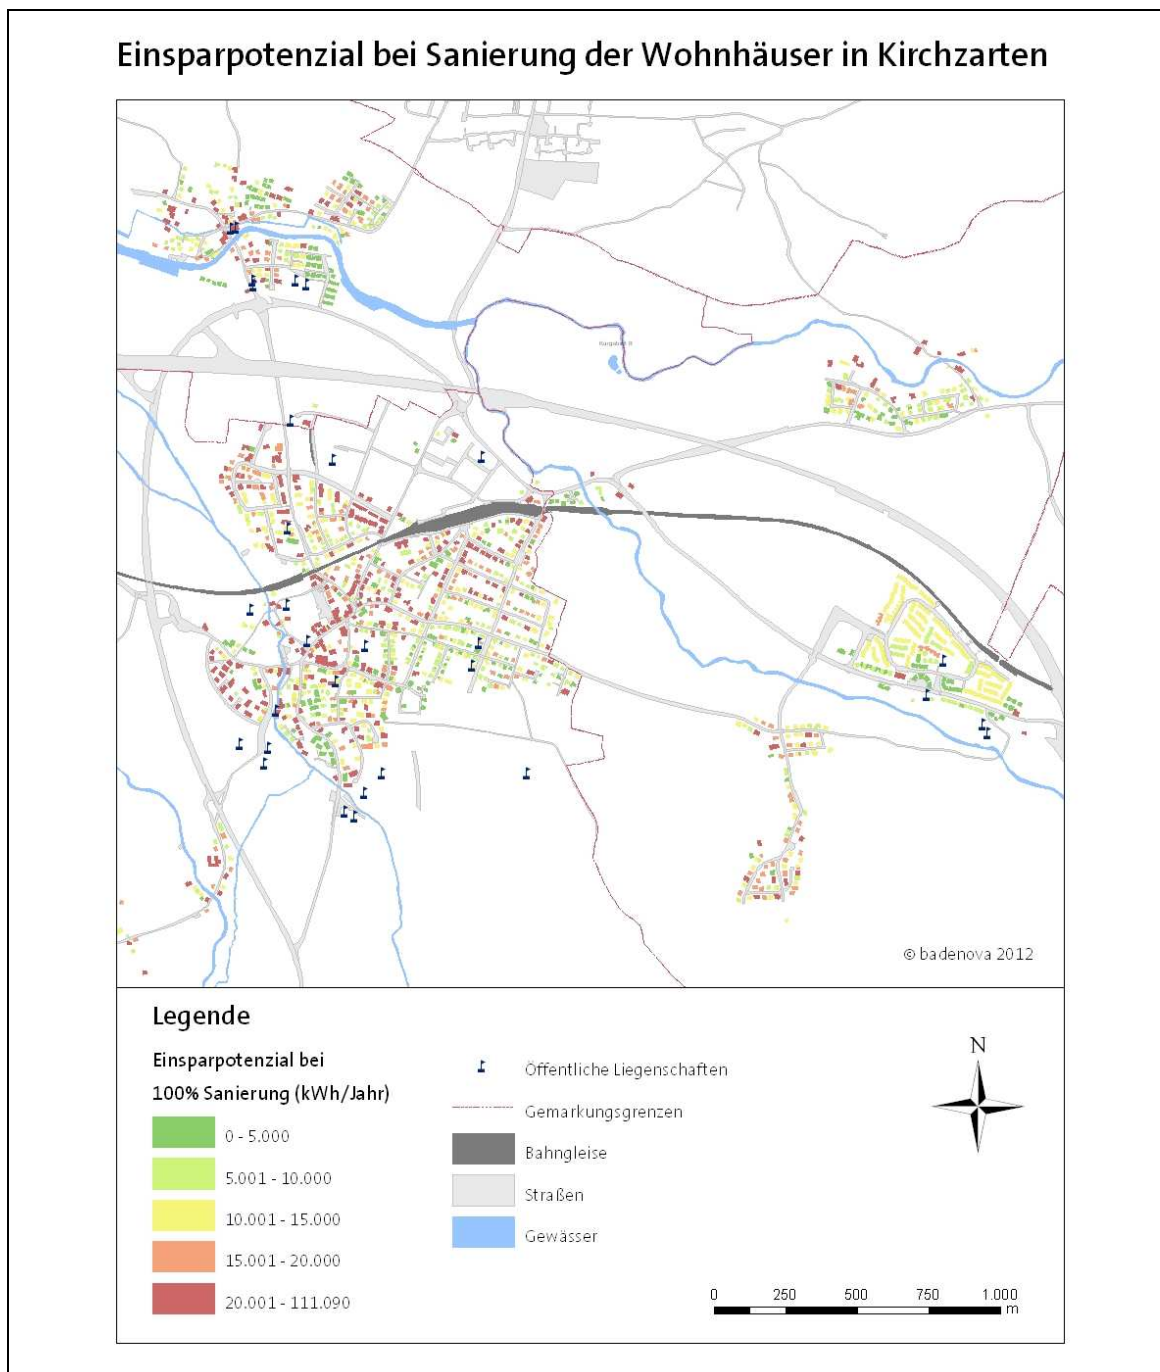 Einsparpotenzial bei Sanierung der Wohnhäuser in Kirchzarten
© badenova 2012
Legende
Einsparpotenzial bei
100% Sanierung (kWh/Jahr)
0 - 5.000
5.001 - 10.000
10.001 - 15.000
15.001 - 20.000
20.001 - 111.090
Öffentliche Liegenschaften
Gemarkungsgrenzen
Bahngleise
Straßen
Gewässer
N
0 250 500 750 1.000
m